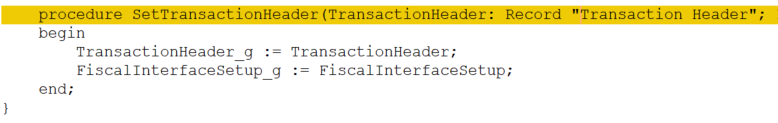 procedure SetTransactionHeader(TransactionHeader: Record "Transaction Header";
begin
TransactionHeader_g := TransactionHeader;
FiscalInterfaceSetup_g := FiscalInterfaceSetup;
end;
}